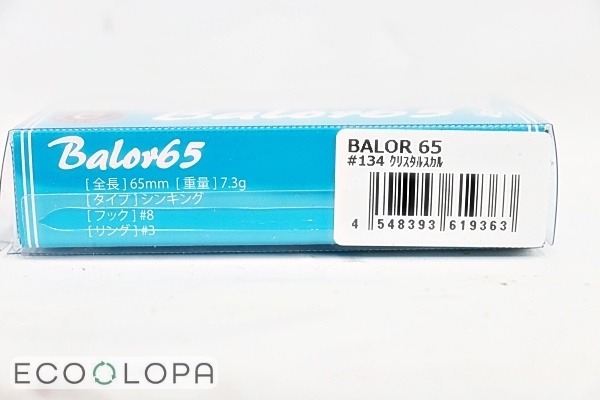 Balor65
[全長]65mm [重量]7.3g
[タイプ]シンキング
[フック]#8
[リング]#3
BALOR 65
#134 クリスタルスカル
4 548393 619363
ECOOLOPA